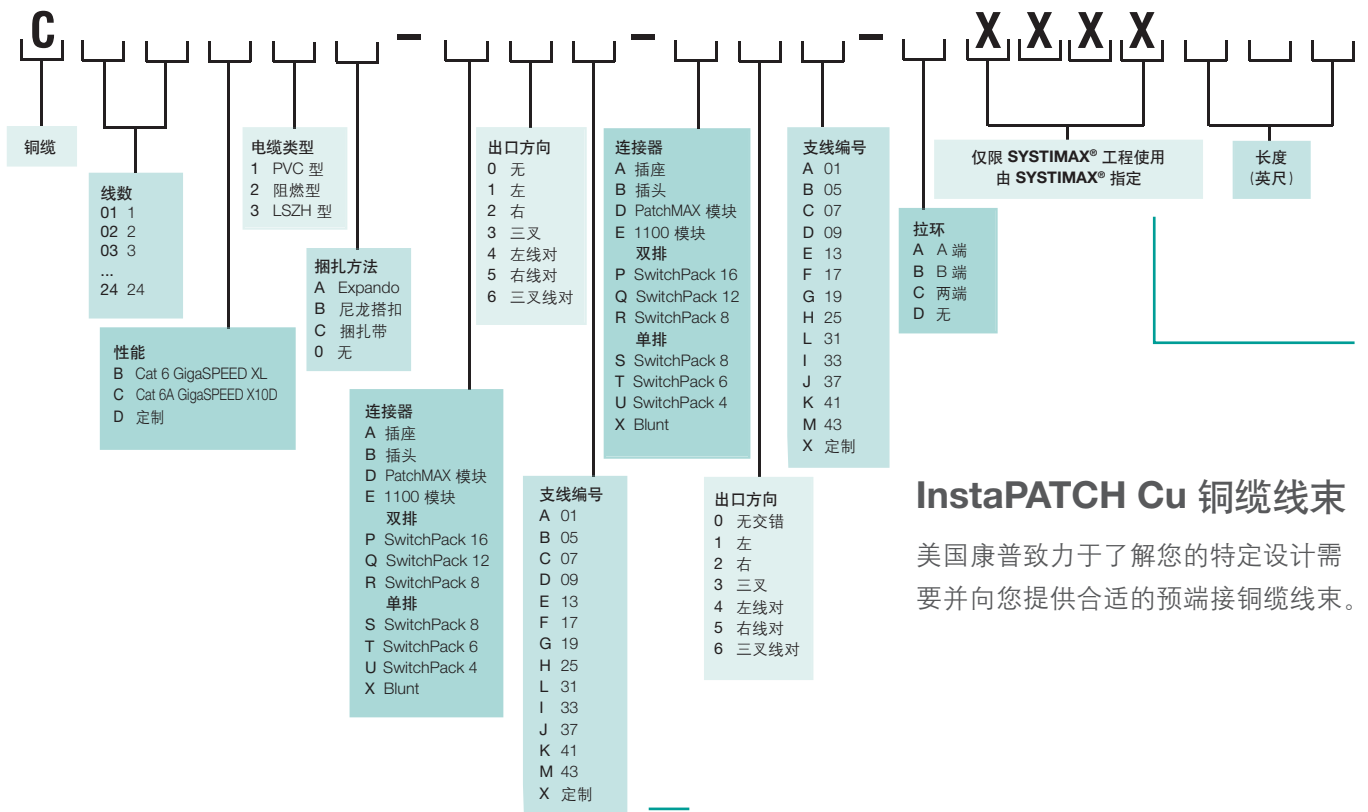 C – – – X X X X
铜缆
线数
01 1
02 2
03 3
...
24 24
性能
B Cat 6 GigaSPEED XL
C Cat 6A GigaSPEED X10D
D 定制
电缆类型
1 PVC 型
2 阻燃型
3 LSZH 型
捆扎方法
A Expando
B 尼龙搭扣
C 捆扎带
0 无
连接器
A 插座
B 插头
D PatchMAX 模块
E 1100 模块
双排
P SwitchPack 16
Q SwitchPack 12
R SwitchPack 8
单排
S SwitchPack 8
T SwitchPack 6
U SwitchPack 4
X Blunt
出口方向
0 无
1 左
2 右
3 三叉
4 左线对
5 右线对
6 三叉线对
支线编号
A 01
B 05
C 07
D 09
E 13
F 17
G 19
H 25
L 31
I 33
J 37
K 41
M 43
X 定制
连接器
A 插座
B 插头
D PatchMAX 模块
E 1100 模块
双排
P SwitchPack 16
Q SwitchPack 12
R SwitchPack 8
单排
S SwitchPack 8
T SwitchPack 6
U SwitchPack 4
X Blunt
出口方向
0 无交错
1 左
2 右
3 三叉
4 左线对
5 右线对
6 三叉线对
支线编号
A 01
B 05
C 07
D 09
E 13
F 17
G 19
H 25
L 31
I 33
J 37
K 41
M 43
X 定制
拉环
A A 端
B B 端
C 两端
D 无
仅限 SYSTIMAX® 工程使用
由 SYSTIMAX® 指定
长度
(英尺)
InstaPATCH Cu 铜缆线束
美国康普致力于了解您的特定设计需
要并向您提供合适的预端接铜缆线束。